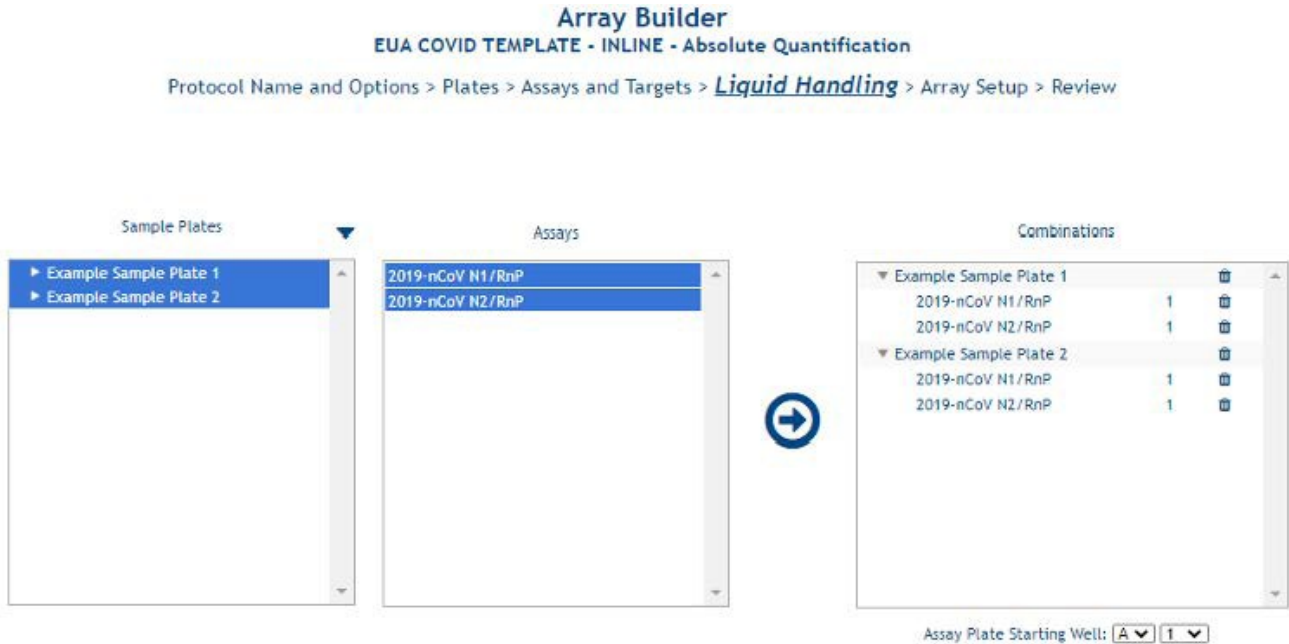 Array Builder
EUA COVID TEMPLATE - INLINE - Absolute Quantification
Protocol Name and Options > Plates > Assays and Targets > Liquid Handling > Array Setup > Review
Sample Plates
Example Sample Plate 1
Example Sample Plate 2
Assays
2019-nCoV N1/RnP
2019-nCoV N2/RnP
Combinations
Example Sample Plate 1
2019-nCoV N1/RnP 1
2019-nCoV N2/RnP 1
Example Sample Plate 2
2019-nCoV N1/RnP 1
2019-nCoV N2/RnP 1
Assay Plate Starting Well: A 1